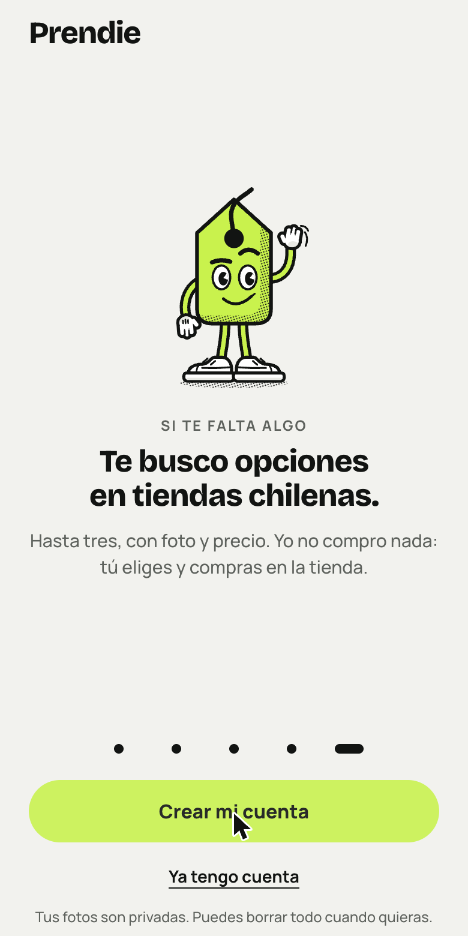 Prendie
SI TE FALTA ALGO
Te busco opciones
en tiendas chilenas.
Hasta tres, con foto y precio. Yo no compro nada:
tú eliges y compras en la tienda.
Crear mi cuenta
Ya tengo cuenta
Tus fotos son privadas. Puedes borrar todo cuando quieras.